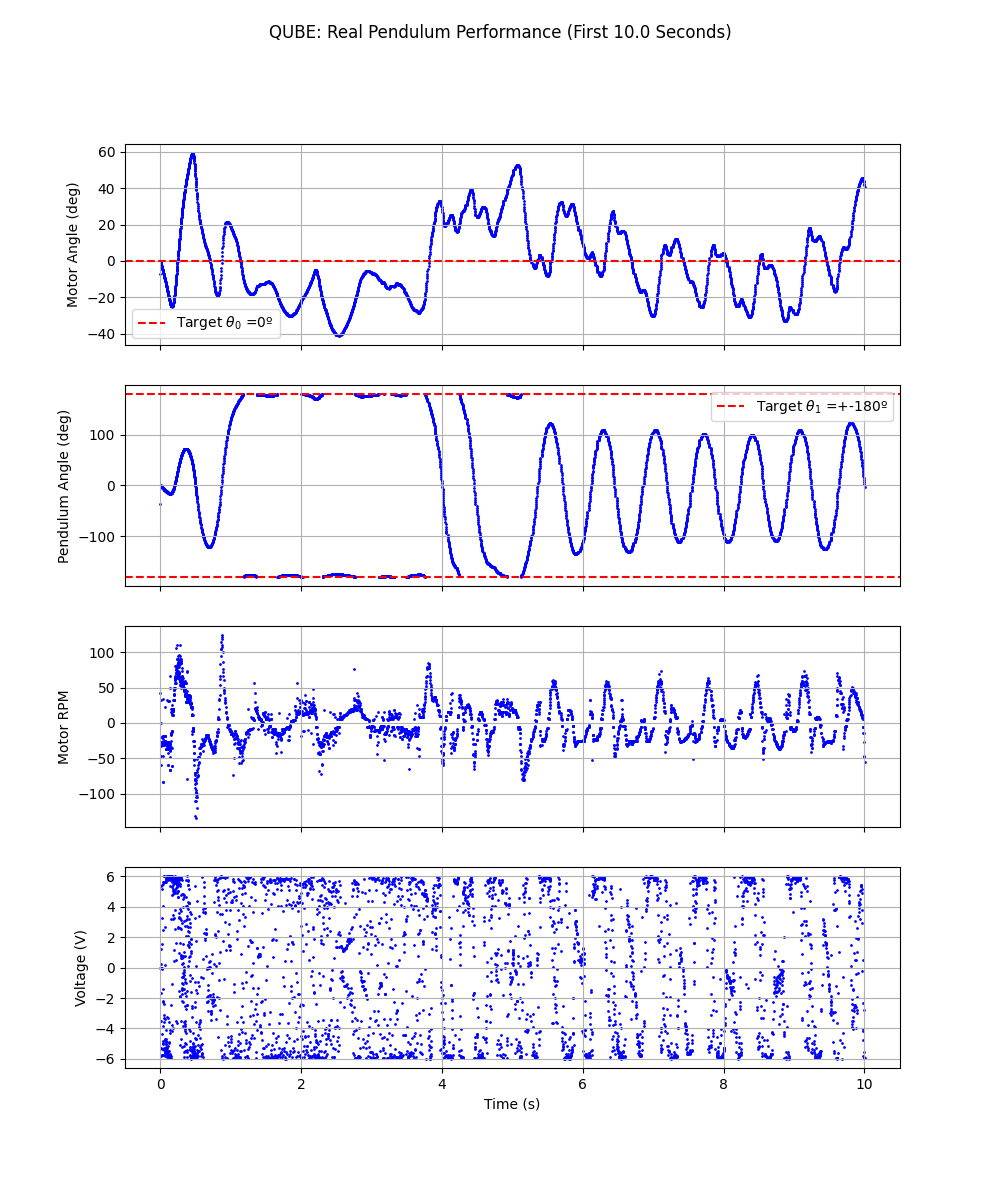 QUBE: Real Pendulum Performance (First 10.0 Seconds)
Motor Angle (deg)
60
40
20
0
−20
−40
Target θ0 =0º
Pendulum Angle (deg)
100
0
−100
Target θ1 =+-180º
Motor RPM
100
50
0
−50
−100
Voltage (V)
6
4
2
0
−2
−4
−6
0 2 4 6 8 10
Time (s)